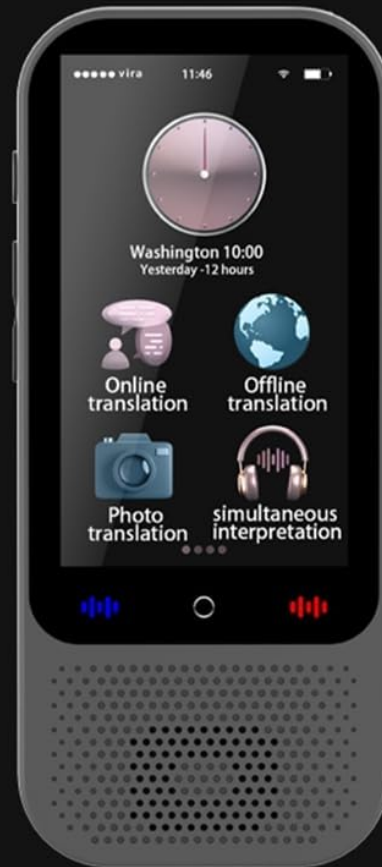 vira
11:46
Washington 10:00
Yesterday -12 hours
Online
translation
Offline
translation
Photo
translation
simultaneous
interpretation